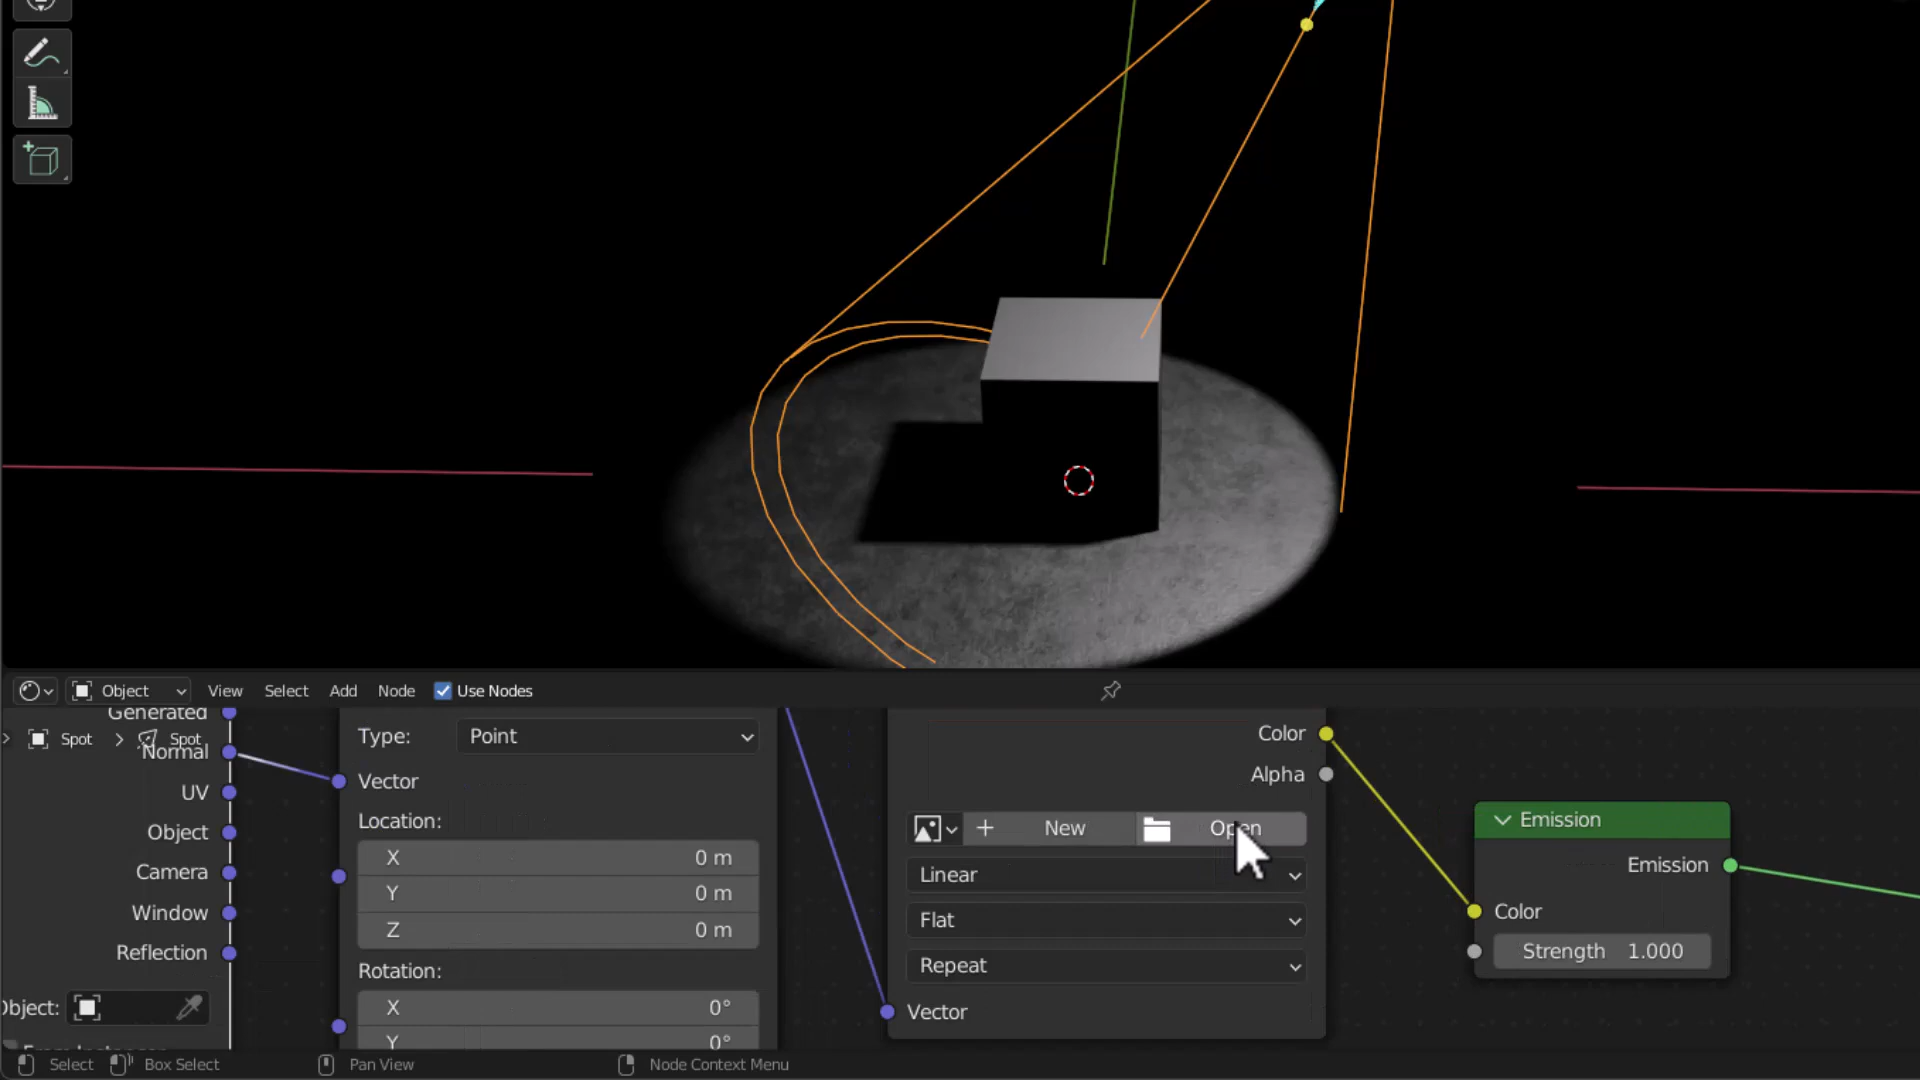 Object View Select Add Node Use Nodes
Generated
Spot > Spot
Normal
UV
Object
Camera
Window
Reflection
Object:
Type: Point
Vector
Location:
X 0 m
Y 0 m
Z 0 m
Rotation:
X 0°
Y 0°
Color
Alpha
New Open
Linear
Flat
Repeat
Vector
Emission
Emission
Color
Strength 1.000
Select Box Select Pan View Node Context Menu